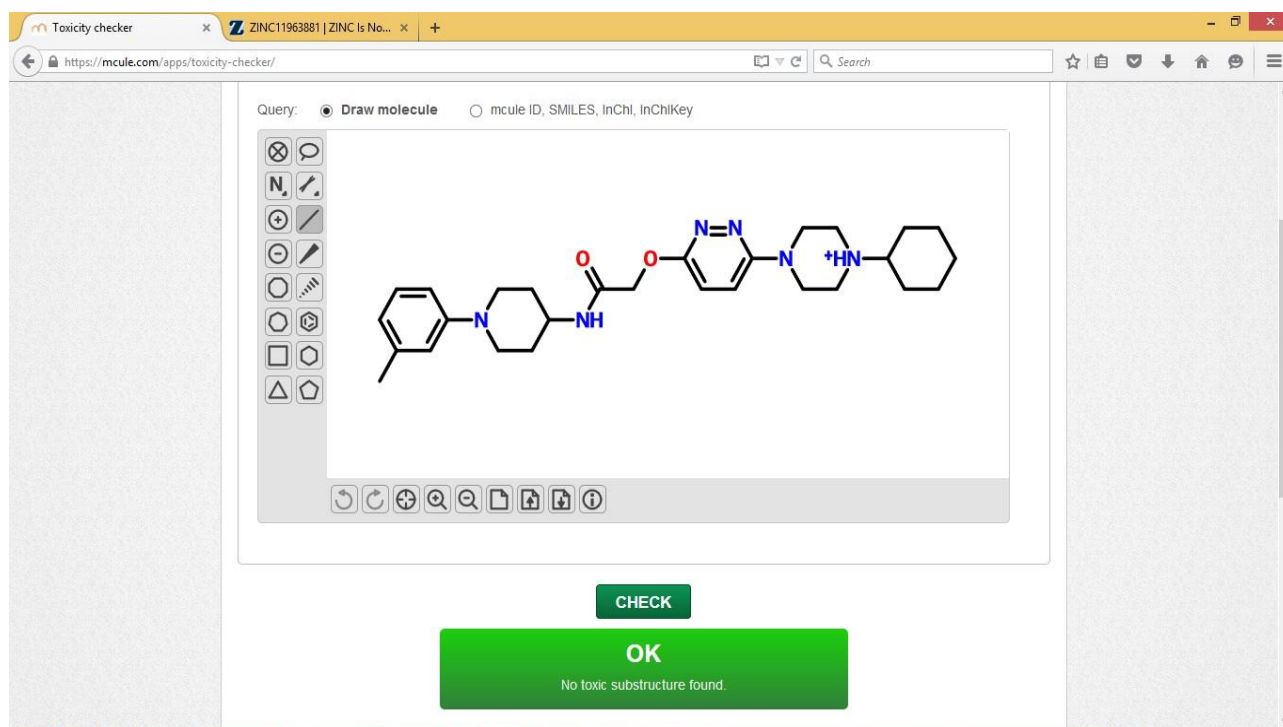 Toxicity checker × ZINC11963881 | ZINC Is No... × +
https://mcule.com/apps/toxicity-checker/ Search
Query: Draw molecule mcule ID, SMILES, InChI, InChIKey
N
N=N
O O N +HN
N NH
CHECK
OK
No toxic substructure found.